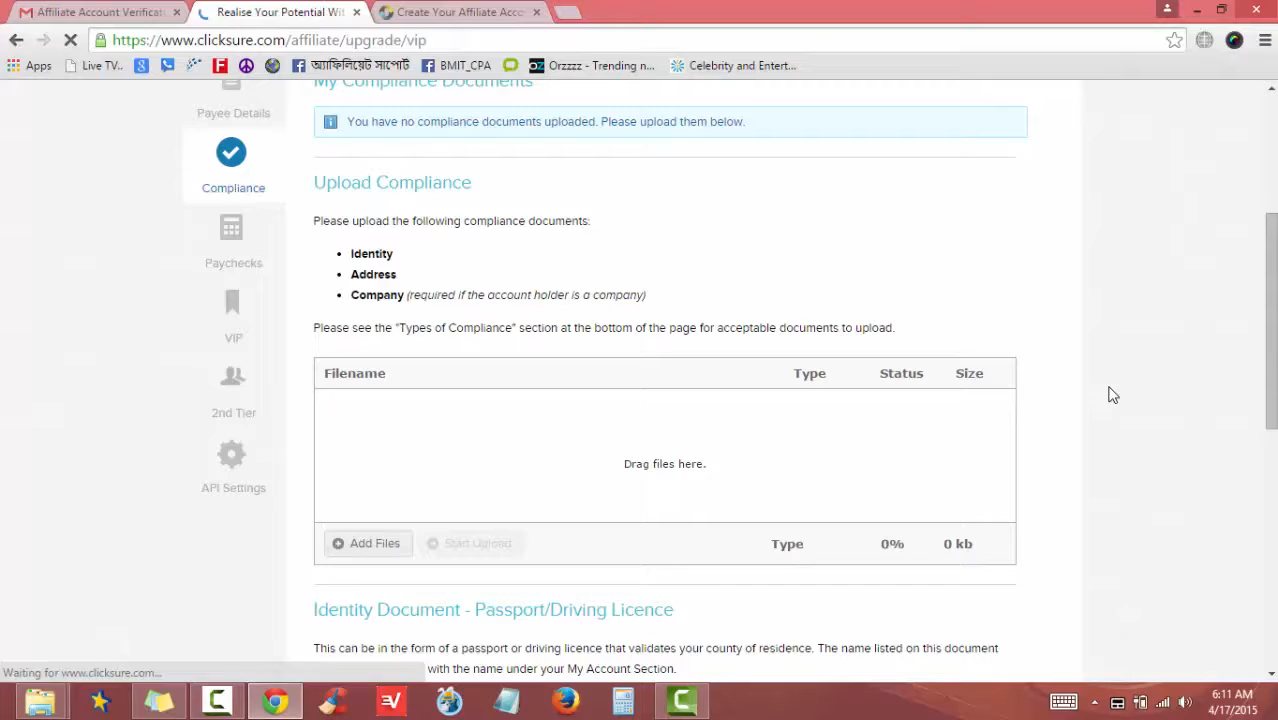 Affiliate Account Verificati
Realise Your Potential Wit
Create Your Affiliate Acco
https://www.clicksure.com/affiliate/upgrade/vip
Apps
Live TV..
অ্যাফিলিয়েট সাপোর্ট
BMIT_CPA
Orzzzz - Trending n...
Celebrity and Entert...
My Compliance Documents
Payee Details
You have no compliance documents uploaded. Please upload them below.
Compliance
Upload Compliance
Please upload the following compliance documents:
• Identity
• Address
• Company (required if the account holder is a company)
Paychecks
Please see the "Types of Compliance" section at the bottom of the page for acceptable documents to upload.
VIP
Filename Type Status Size
2nd Tier
Drag files here.
API Settings
Add Files Start Upload Type 0% 0 kb
Identity Document - Passport/Driving Licence
This can be in the form of a passport or driving licence that validates your county of residence. The name listed on this document
with the name under your My Account Section.
Waiting for www.clicksure.com...
6:11 AM
4/17/2015